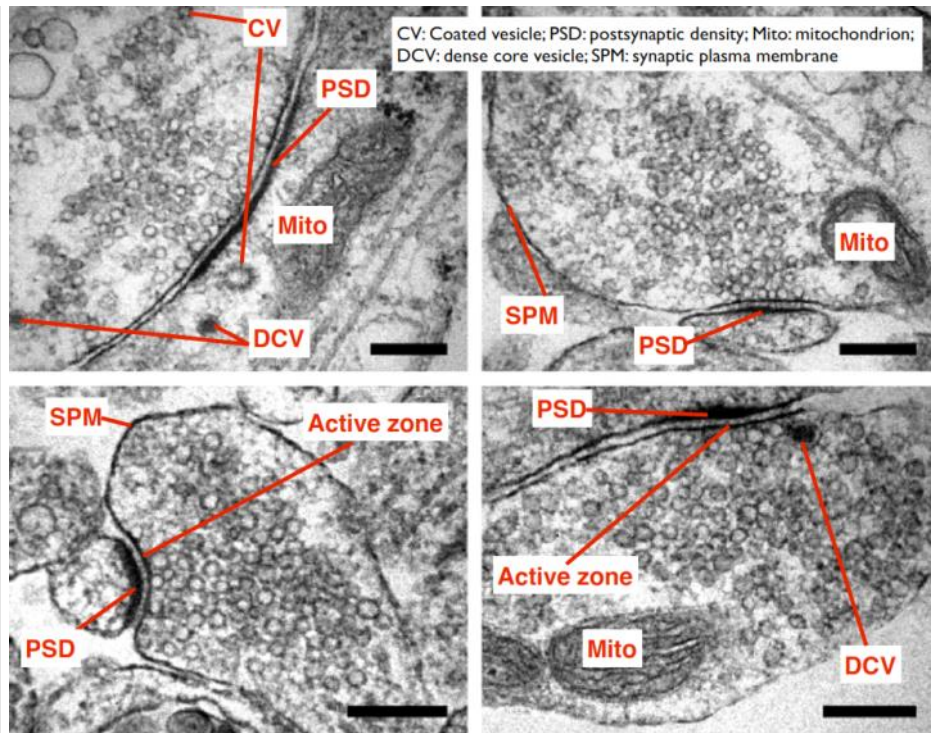 CV: Coated vesicle; PSD: postsynaptic density; Mito: mitochondrion;
DCV: dense core vesicle; SPM: synaptic plasma membrane
CV
PSD
Mito
DCV
Mito
SPM
PSD
SPM
Active zone
PSD
PSD
Active zone
Mito
DCV